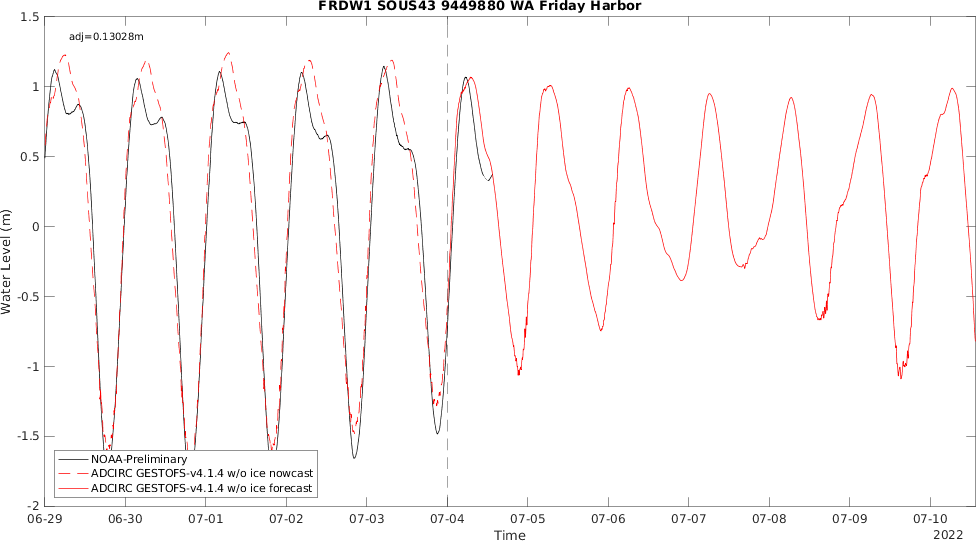 FRDW1 SOUS43 9449880 WA Friday Harbor
adj=0.13028m
1.5
1
0.5
0
-0.5
-1
-1.5
-2
Water Level (m)
NOAA-Preliminary
ADCIRC GESTOFS-v4.1.4 w/o ice nowcast
ADCIRC GESTOFS-v4.1.4 w/o ice forecast
06-29 06-30 07-01 07-02 07-03 07-04 07-05 07-06 07-07 07-08 07-09 07-10
Time
2022